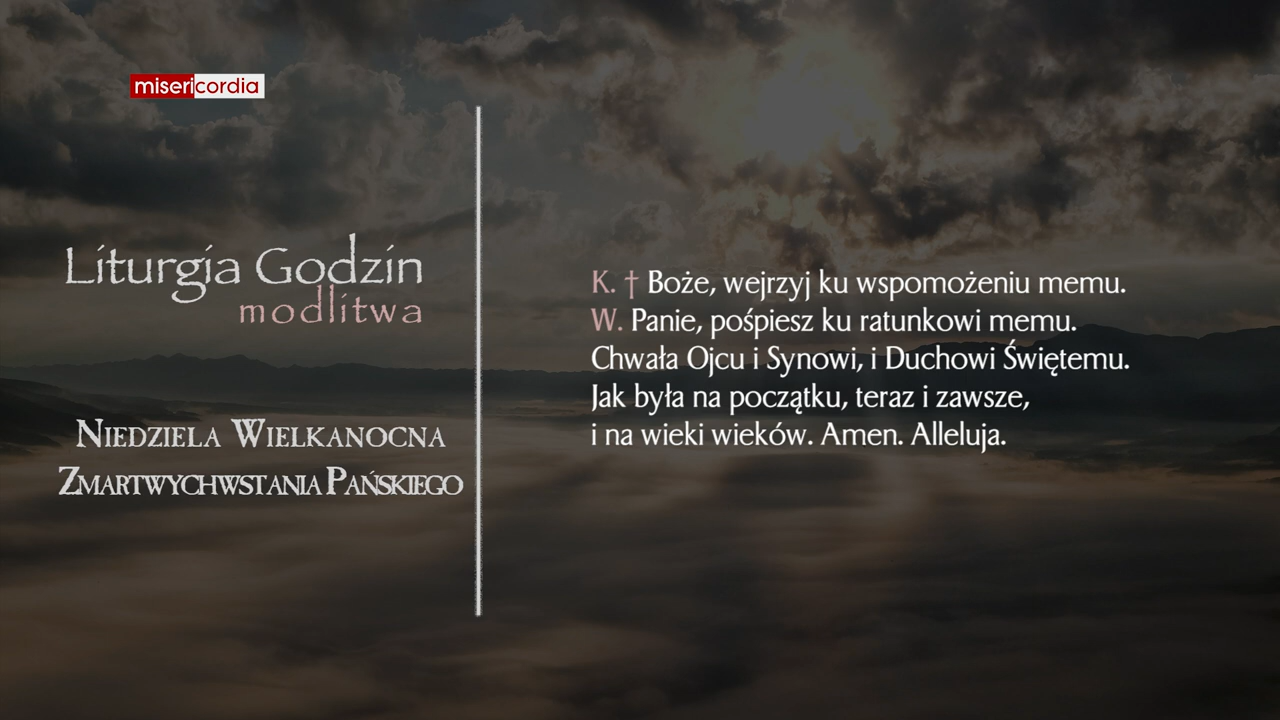 misericordia
Liturgia Godzin
modlitwa
Niedziela Wielkanocna
Zmartwychwstania Pańskiego
K. † Boże, wejrzyj ku wspomożeniu memu.
W. Panie, pośpiesz ku ratunkowi memu.
Chwała Ojcu i Synowi, i Duchowi Świętemu.
Jak była na początku, teraz i zawsze,
i na wieki wieków. Amen. Alleluja.